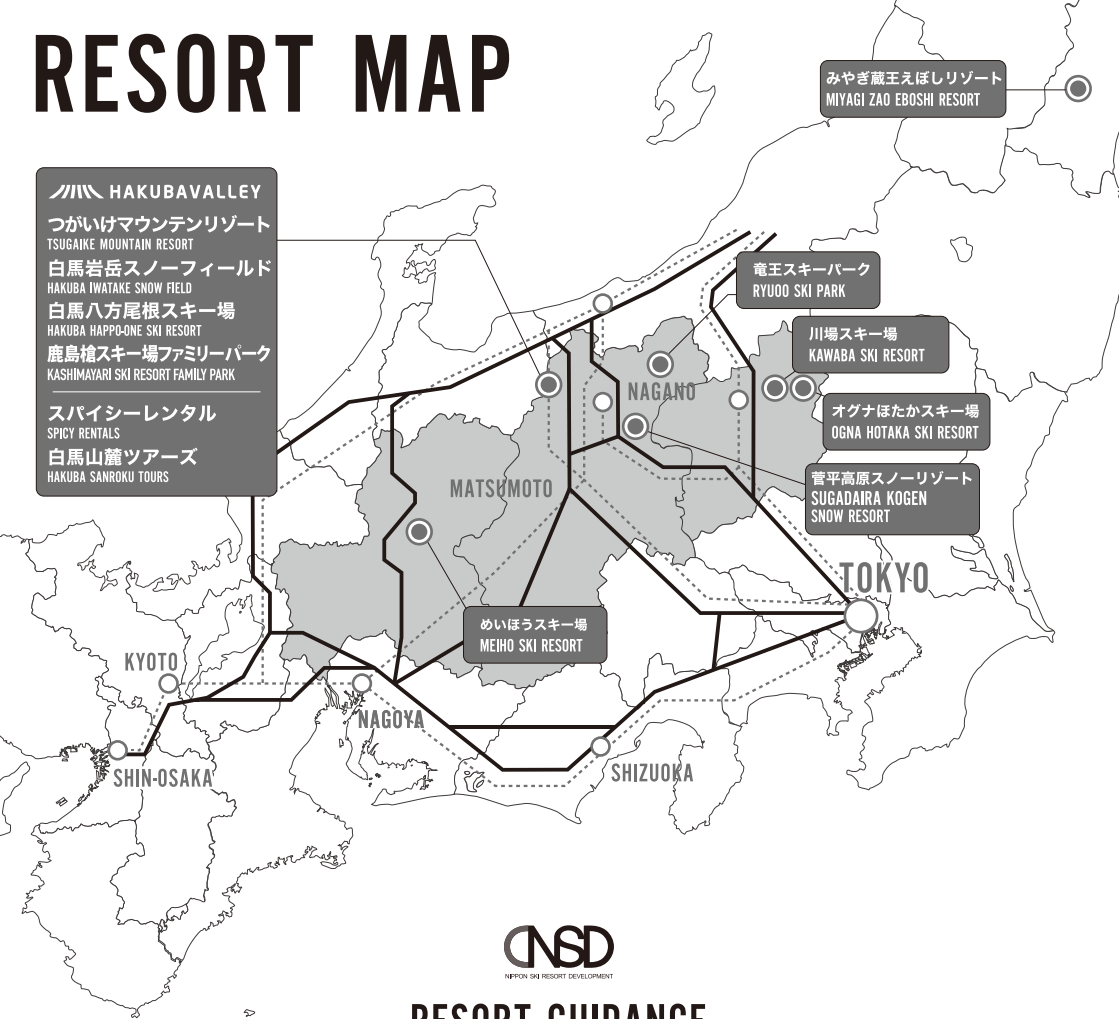 RESORT MAP
みやぎ蔵王えぼしリゾート
MIYAGI ZAO EBOSHI RESORT
HAKUBAVALLEY
つがいけマウンテンリゾート
TSUGAIKE MOUNTAIN RESORT
白馬岩岳スノーフィールド
HAKUBA IWATAKE SNOW FIELD
白馬八方尾根スキー場
HAKUBA HAPPO-ONE SKI RESORT
鹿島槍スキー場ファミリーパーク
KASHIMAYARI SKI RESORT FAMILY PARK
スパイシーレンタル
SPICY RENTALS
白馬山麓ツアーズ
HAKUBA SANROKU TOURS
竜王スキーパーク
RYUOO SKI PARK
川場スキー場
KAWABA SKI RESORT
NAGANO
オグナほたかスキー場
OGNA HOTAKA SKI RESORT
菅平高原スノーリゾート
SUGADAIRA KOGEN
SNOW RESORT
MATSUMOTO
TOKYO
めいほうスキー場
MEIHO SKI RESORT
KYOTO
NAGOYA
SHIZUOKA
SHIN-OSAKA
NSD
NIPPON SKI RESORT DEVELOPMENT
RESORT GUIDANCE